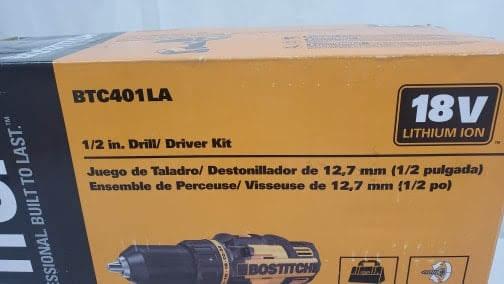 BTC401LA
18V
LITHIUM ION
1/2 in. Drill/ Driver Kit
Juego de Taladro/ Destonillador de 12,7 mm (1/2 pulgada)
Ensemble de Perceuse/ Visseuse de 12,7 mm (1/2 po)
BOSTITCH
BUILT TO LAST.™